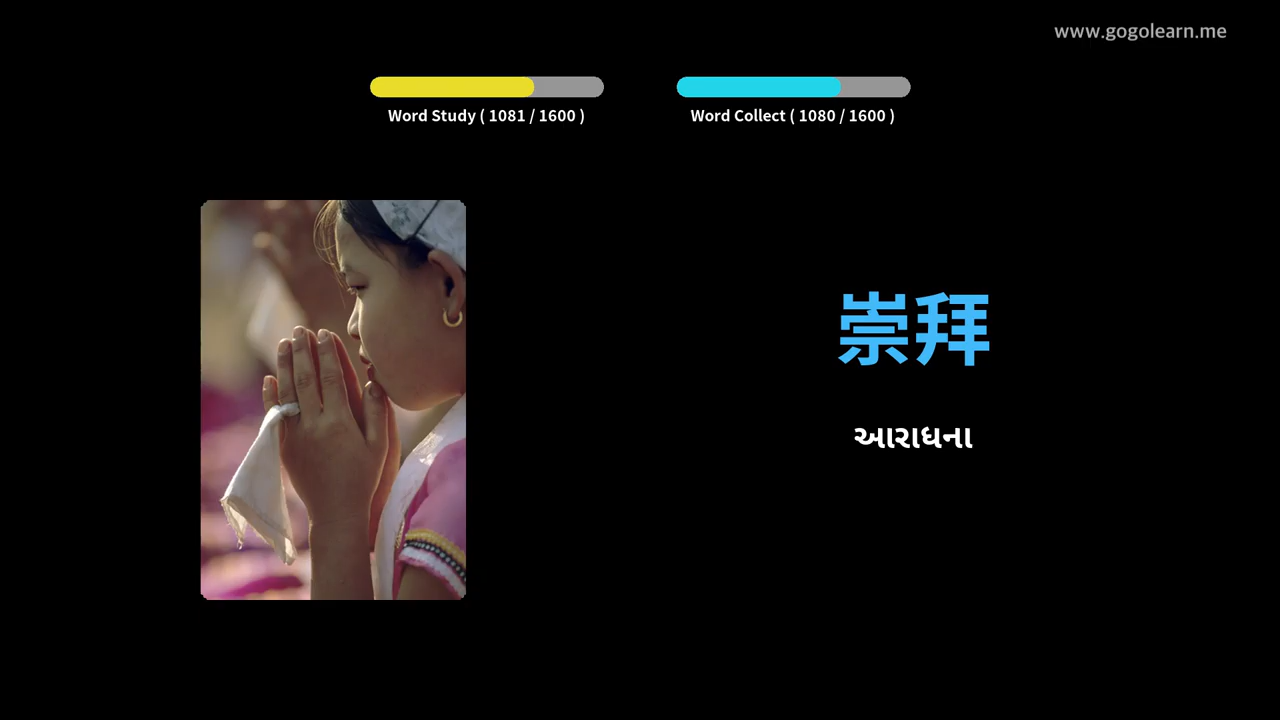 www.gogolearn.me
Word Study ( 1081 / 1600 )
Word Collect ( 1080 / 1600 )
崇拜
આરાધના